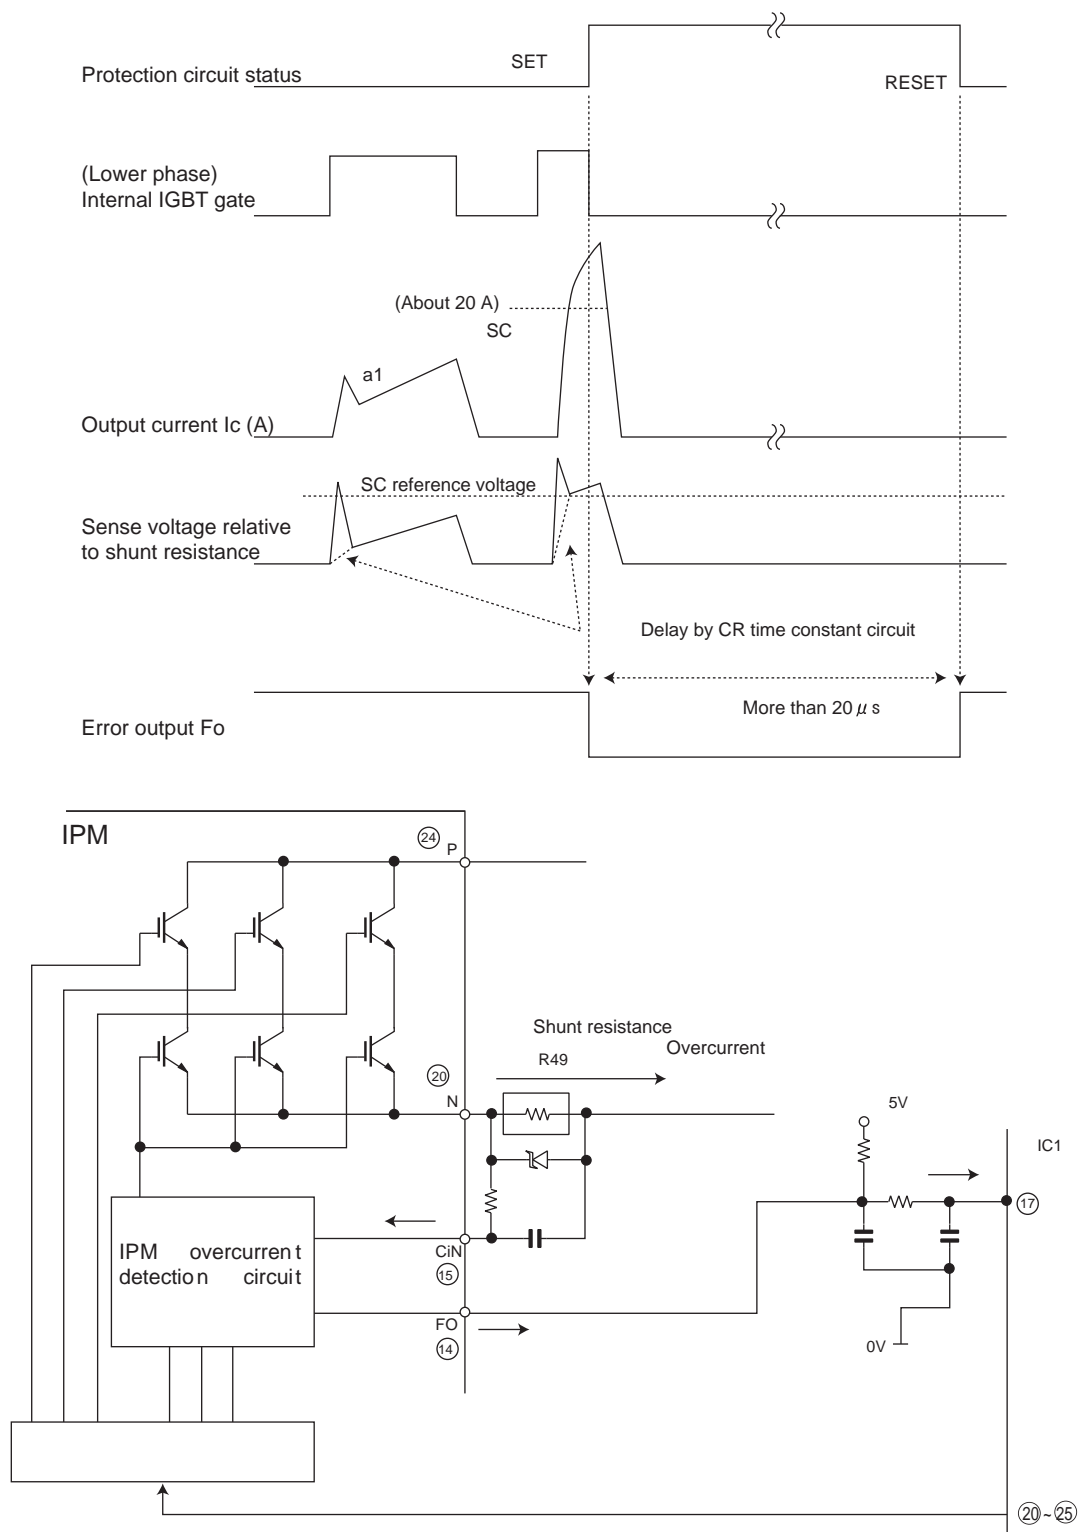 SET
Protection circuit status
RESET
(Lower phase)
Internal IGBT gate
(About 20 A)
SC
a1
Output current Ic (A)
SC reference voltage
Sense voltage relative
to shunt resistance
Delay by CR time constant circuit
More than 20 μ s
Error output Fo
IPM
24
P
Shunt resistance
Overcurrent
R49
20
N
5V
IC1
17
IPM overcurrent
detection circuit
CiN
15
FO
14
0V
20 ~ 25